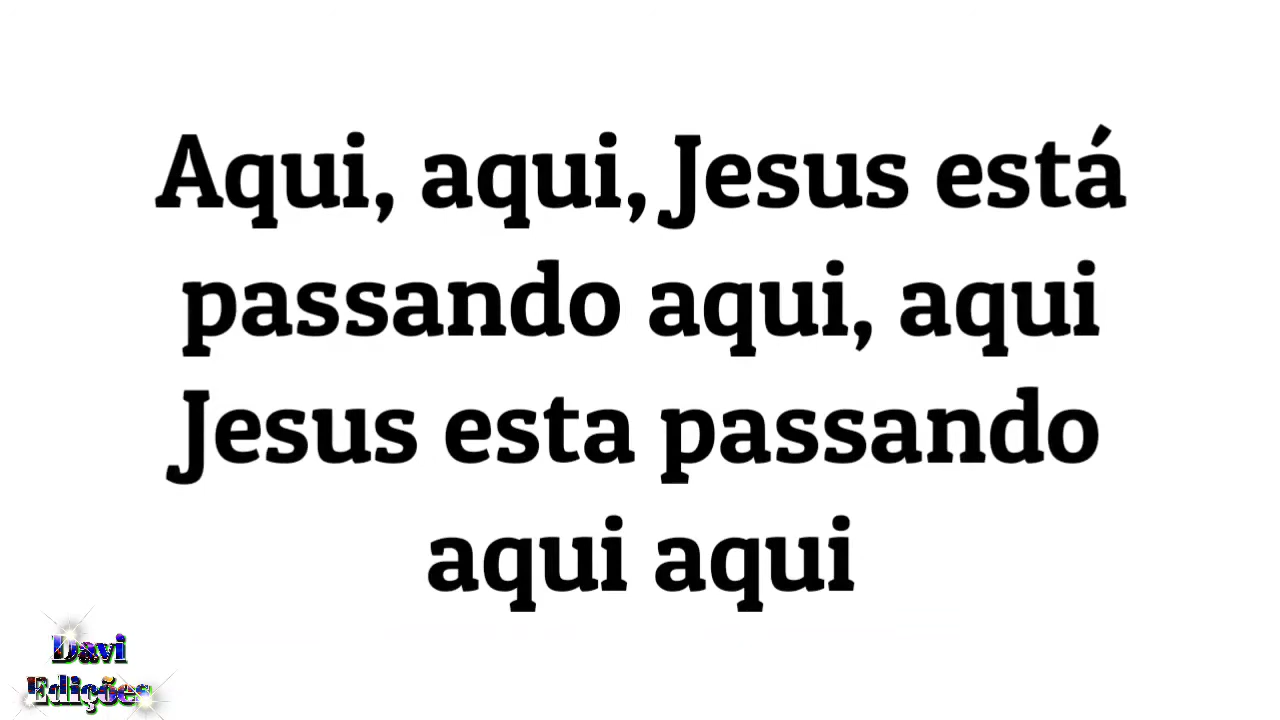 Aqui, aqui, Jesus está
passando aqui, aqui
Jesus esta passando
aqui aqui
Davi
Edições